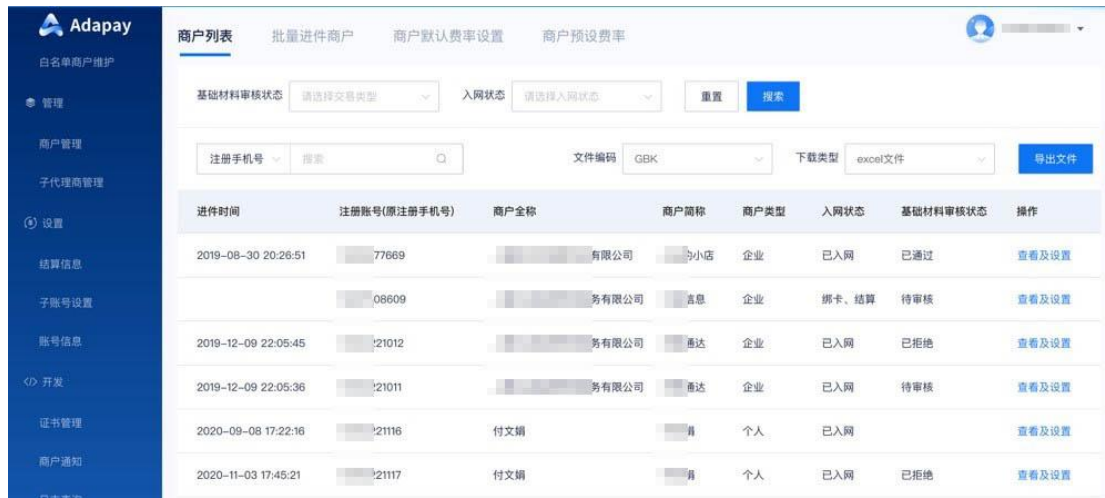 Adapay
商户列表 批量进件商户 商户默认费率设置 商户预设费率
白名单商户维护
管理
商户管理
子代理商管理
设置
结算信息
子账号设置
账号信息
</> 开发
证书管理
商户通知
基础材料审核状态 请选择交易类型 入网状态 请选择入网状态 重置 搜索
注册手机号 搜索 文件编码 GBK 下载类型 excel文件 导出文件
进件时间 注册账号(原注册手机号) 商户全称 商户简称 商户类型 入网状态 基础材料审核状态 操作
2019-08-30 20:26:51 77669 有限公司 的小店 企业 已入网 已通过 查看及设置
08609 务有限公司 信息 企业 绑卡、结算 待审核 查看及设置
2019-12-09 22:05:45 21012 务有限公司 通达 企业 已入网 已拒绝 查看及设置
2019-12-09 22:05:36 21011 务有限公司 通达 企业 已入网 待审核 查看及设置
2020-09-08 17:22:16 21116 付文娟 娟 个人 已入网 查看及设置
2020-11-03 17:45:21 21117 付文娟 娟 个人 已入网 已拒绝 查看及设置